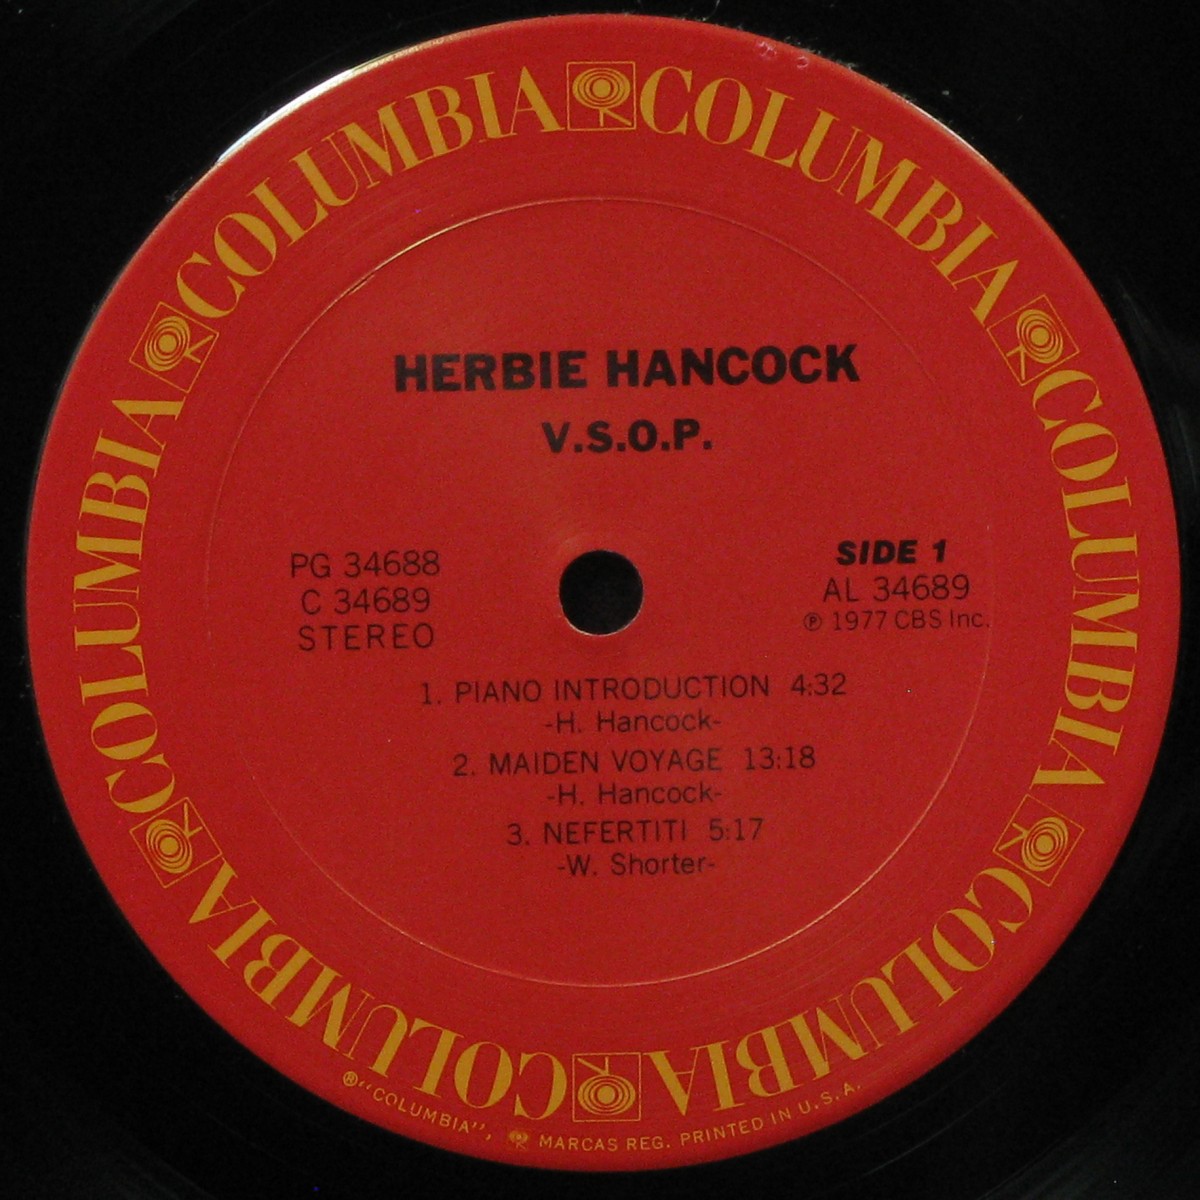 COLUMBIA COLUMBIA COLUMBIA COLUMBIA COLUMBIA COLUMBIA
HERBIE HANCOCK
V.S.O.P.
PG 34688
C 34689
STEREO
SIDE 1
AL 34689
℗ 1977 CBS Inc.
1. PIANO INTRODUCTION 4:32
-H. Hancock-
2. MAIDEN VOYAGE 13:18
-H. Hancock-
3. NEFERTITI 5:17
-W. Shorter-
®"COLUMBIA", MARCAS REG. PRINTED IN U.S.A.